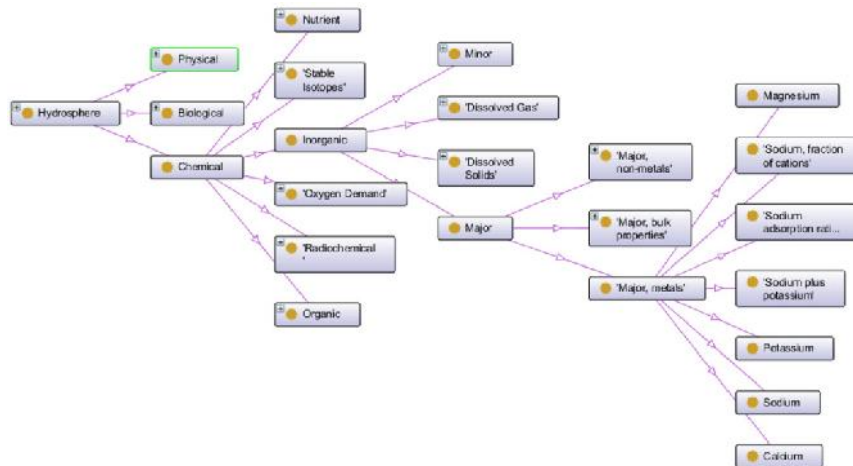 Hydrosphere
Physical
Biological
Chemical
Nutrient
'Stable
Isotopes'
Inorganic
'Oxygen Demand'
'Radiochemical
'
Organic
Minor
'Dissolved Gas'
'Dissolved
Solids'
Major
'Major,
non-metals'
'Major, bulk
properties'
'Major, metals'
Magnesium
'Sodium, fraction
of cations'
'Sodium
adsorption rati...
'Sodium plus
potassium'
Potassium
Sodium
Calcium